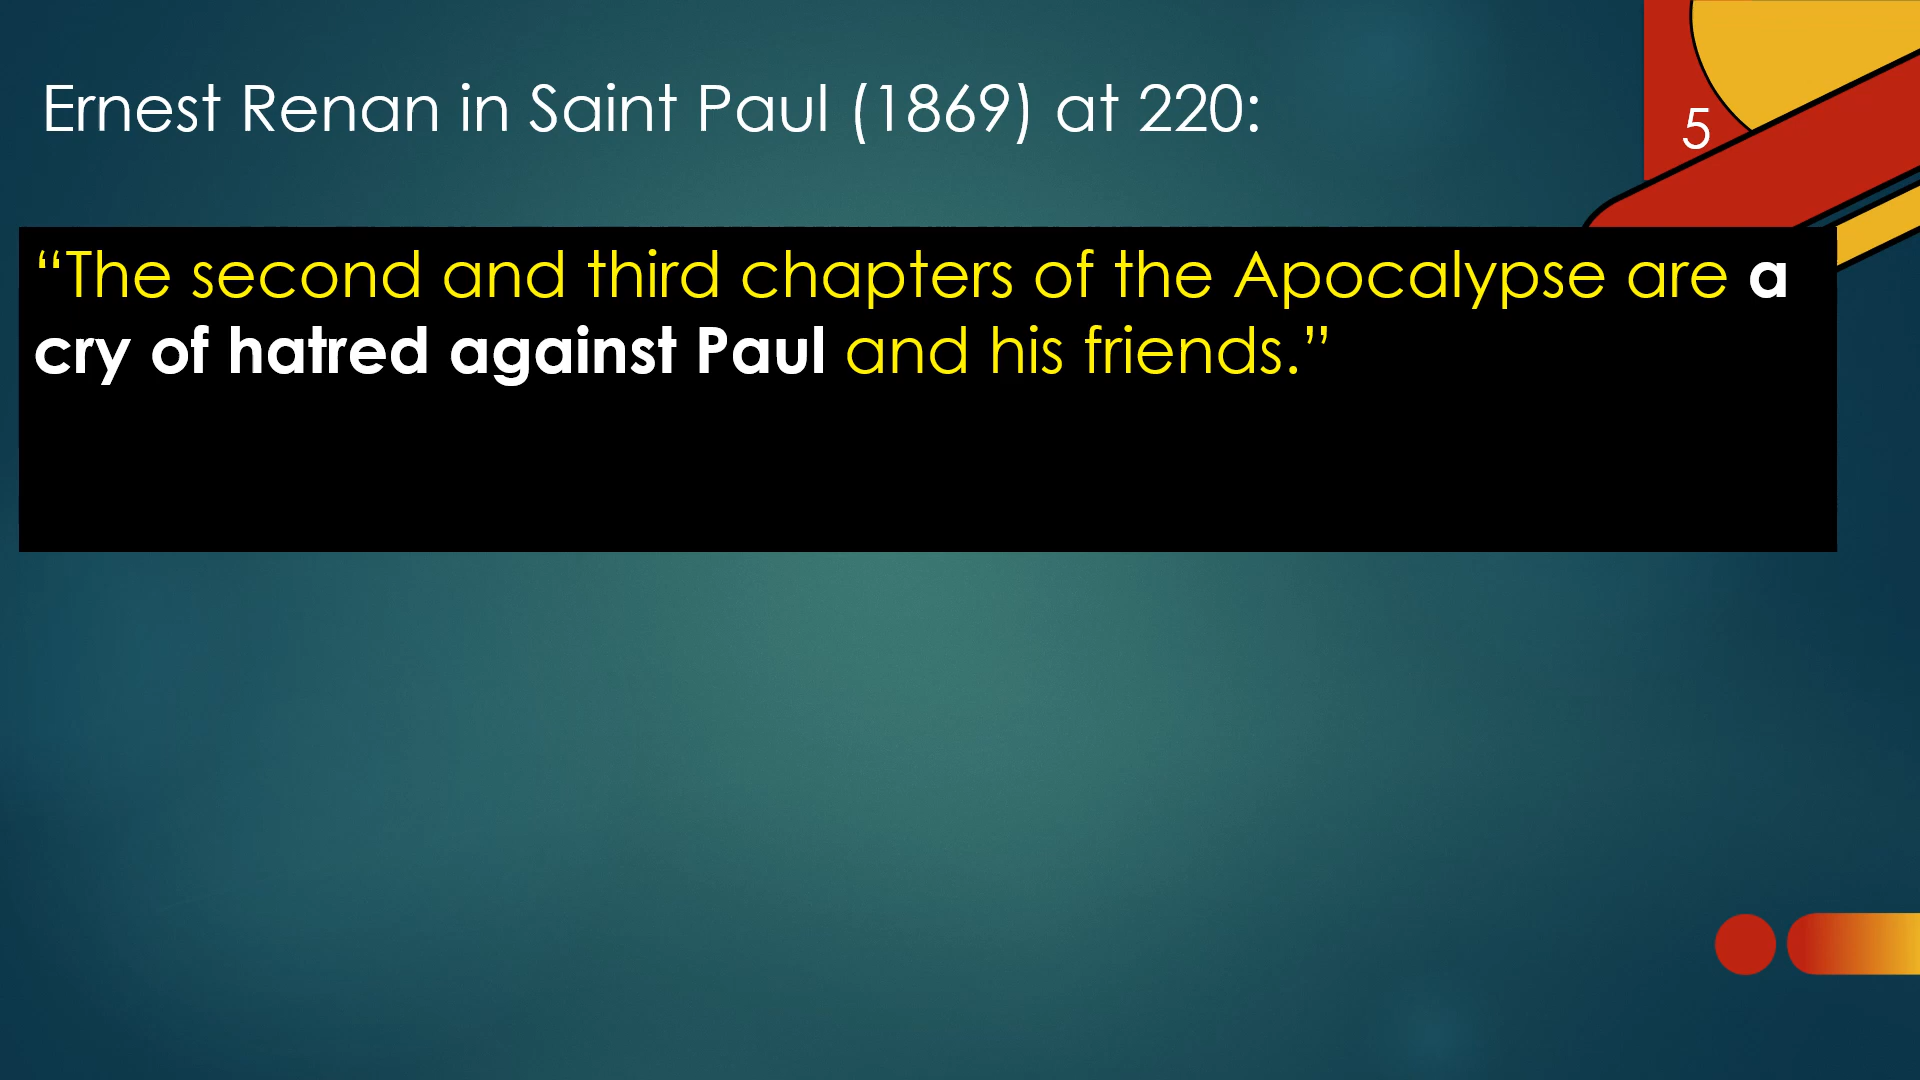 Ernest Renan in Saint Paul (1869) at 220:
5
“The second and third chapters of the Apocalypse are a
cry of hatred against Paul and his friends.”